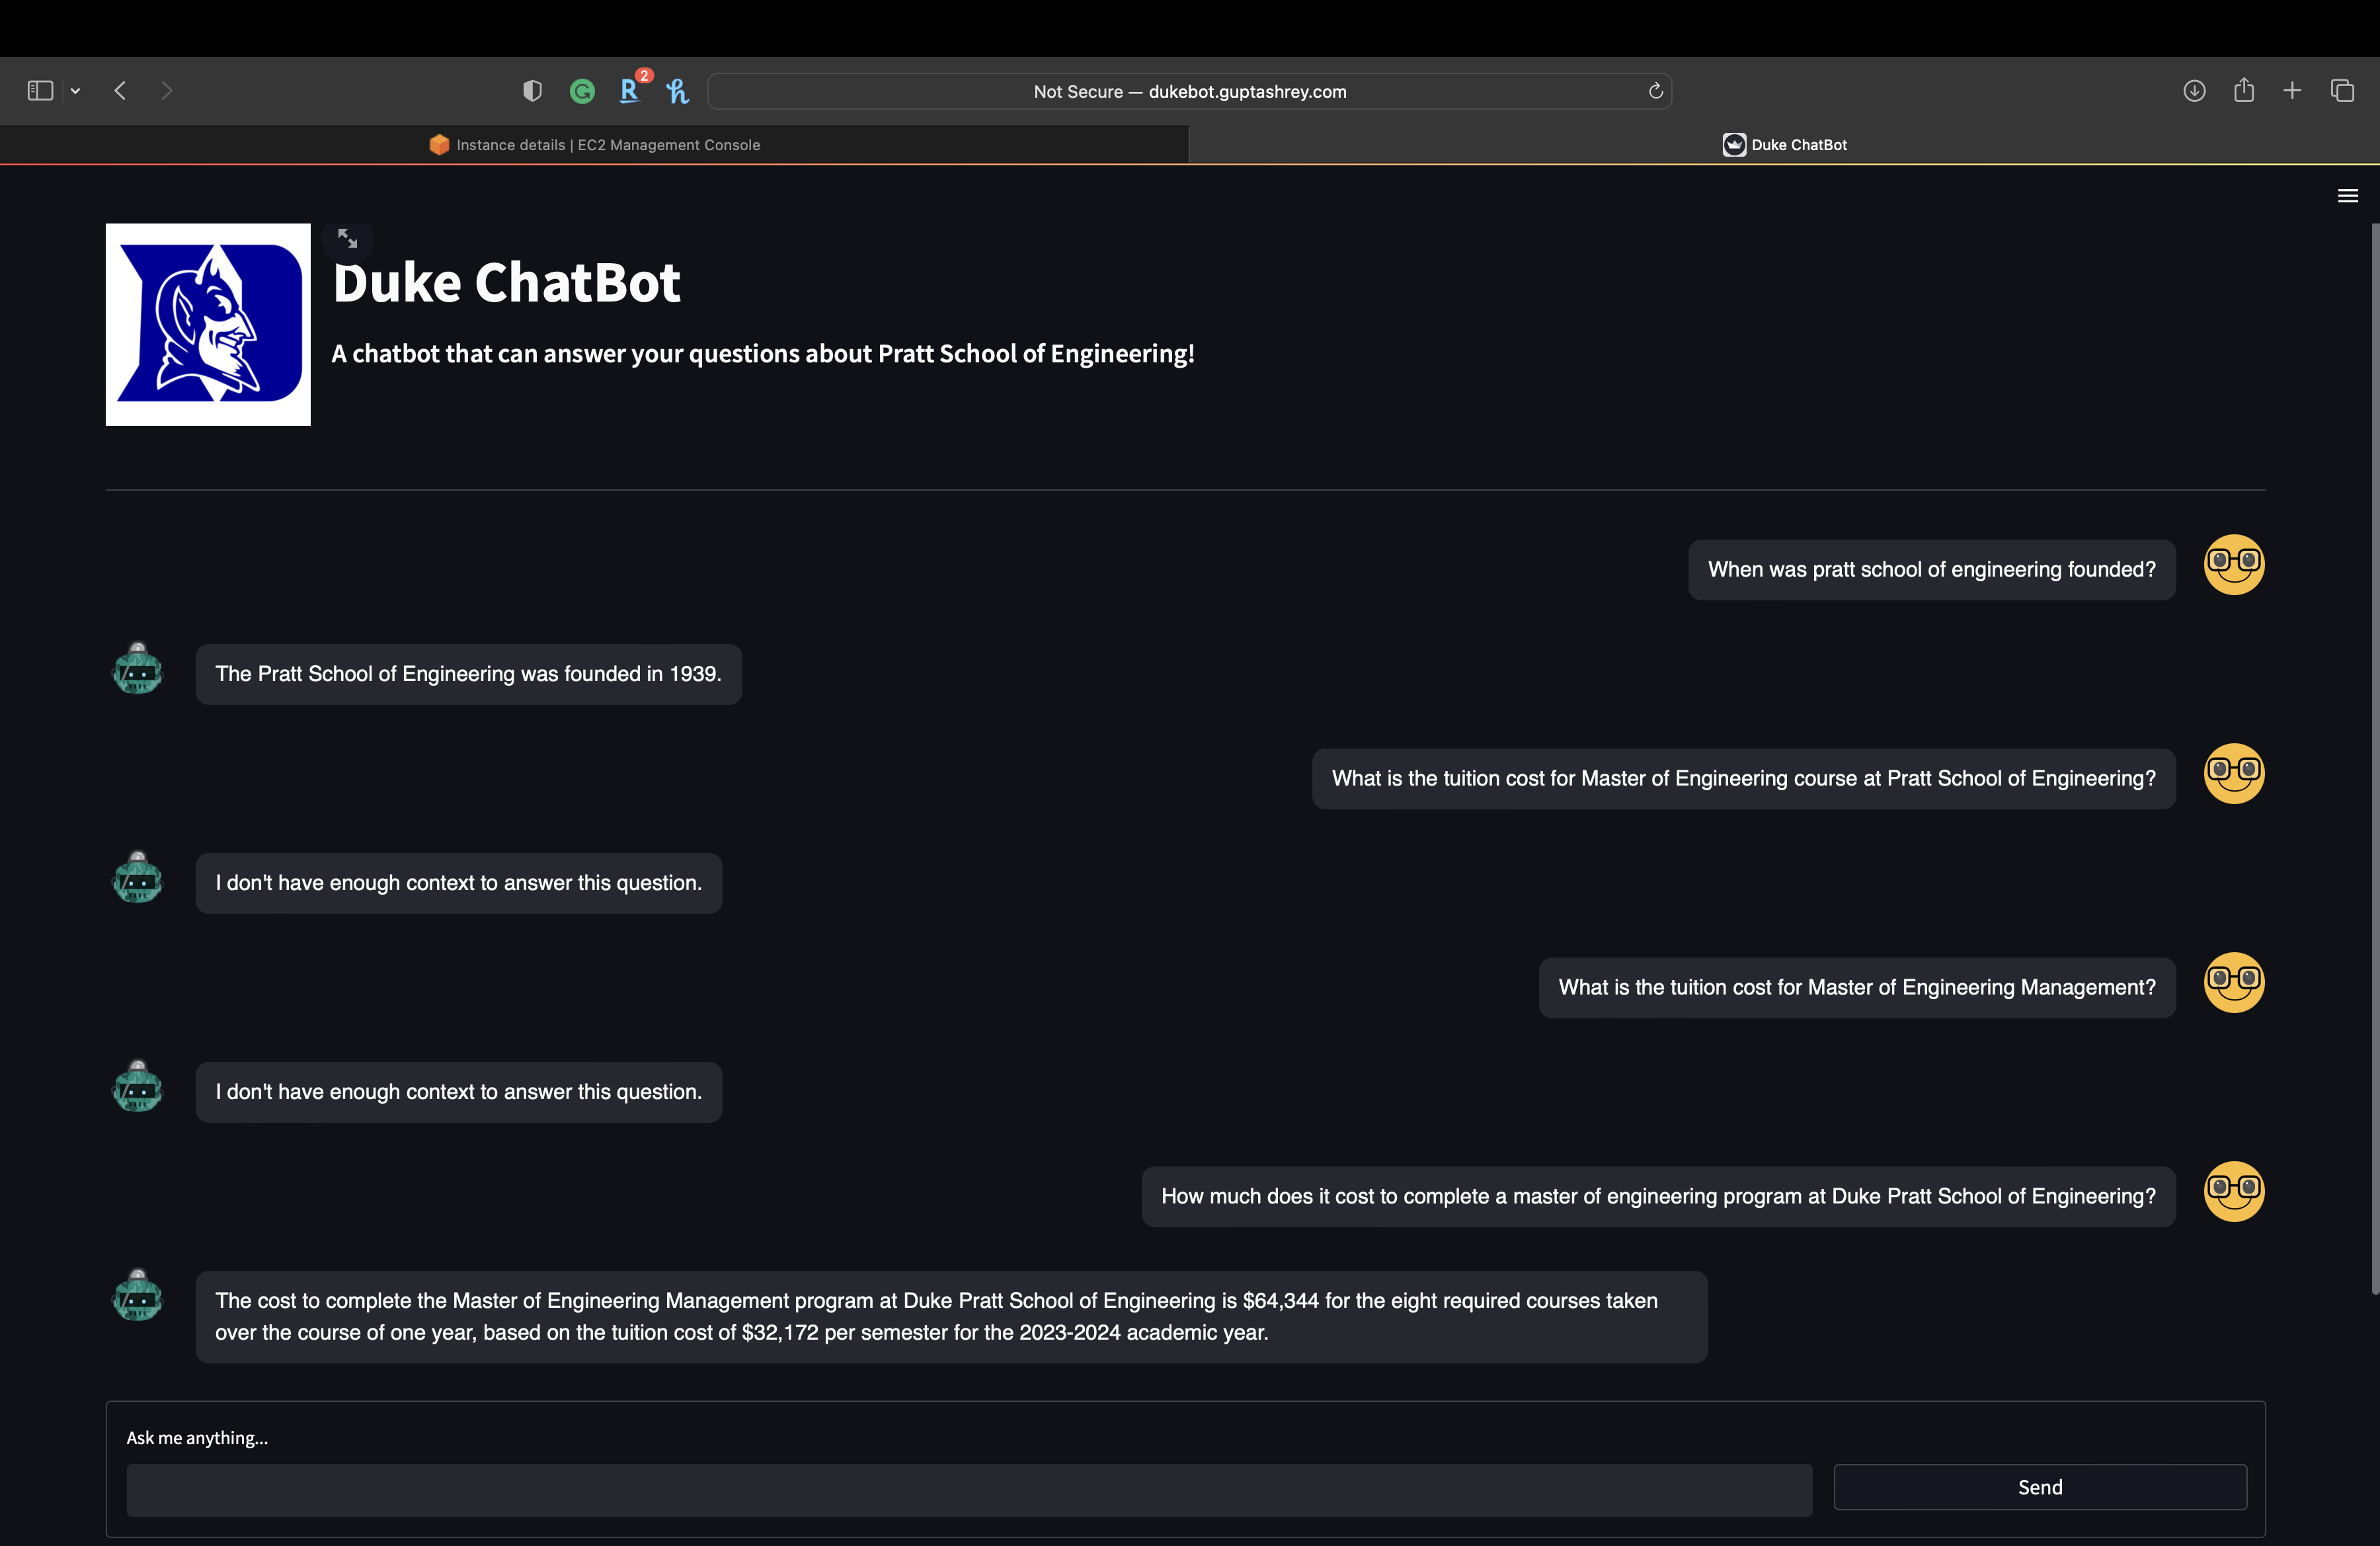 Not Secure — dukebot.guptashrey.com
2
Instance details | EC2 Management Console
Duke ChatBot
Duke ChatBot
A chatbot that can answer your questions about Pratt School of Engineering!
When was pratt school of engineering founded?
The Pratt School of Engineering was founded in 1939.
What is the tuition cost for Master of Engineering course at Pratt School of Engineering?
I don't have enough context to answer this question.
What is the tuition cost for Master of Engineering Management?
I don't have enough context to answer this question.
How much does it cost to complete a master of engineering program at Duke Pratt School of Engineering?
The cost to complete the Master of Engineering Management program at Duke Pratt School of Engineering is $64,344 for the eight required courses taken
over the course of one year, based on the tuition cost of $32,172 per semester for the 2023-2024 academic year.
Ask me anything...
Send